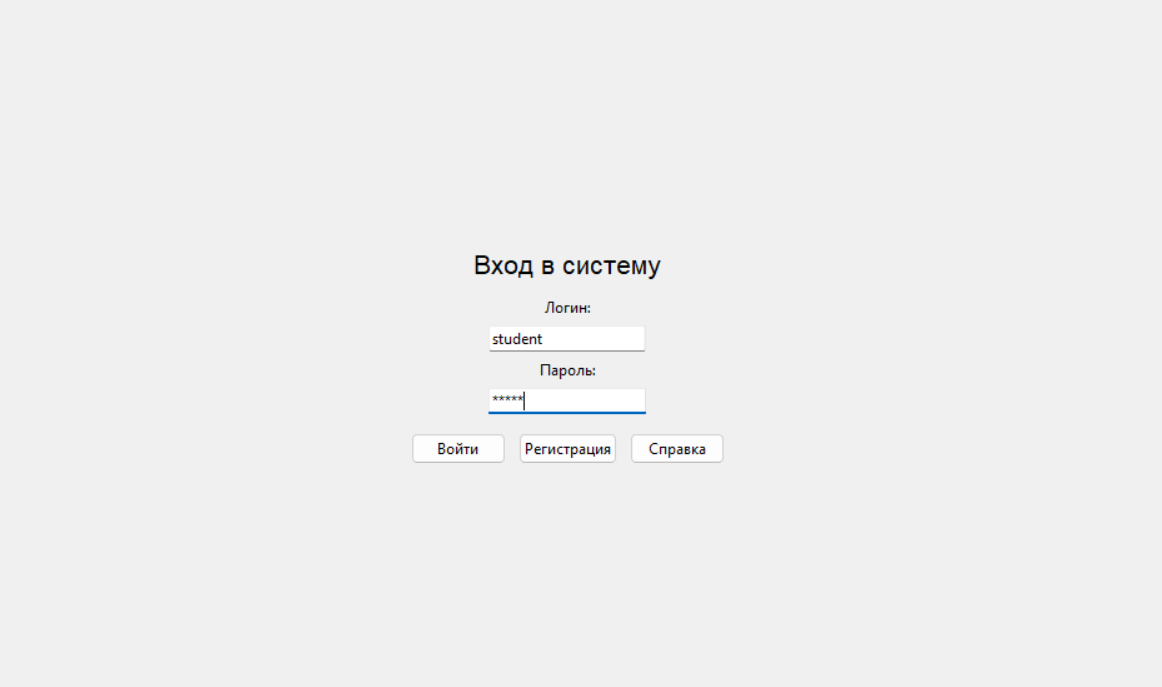 Вход в систему
Логин:
student
Пароль:
*****
Войти Регистрация Справка